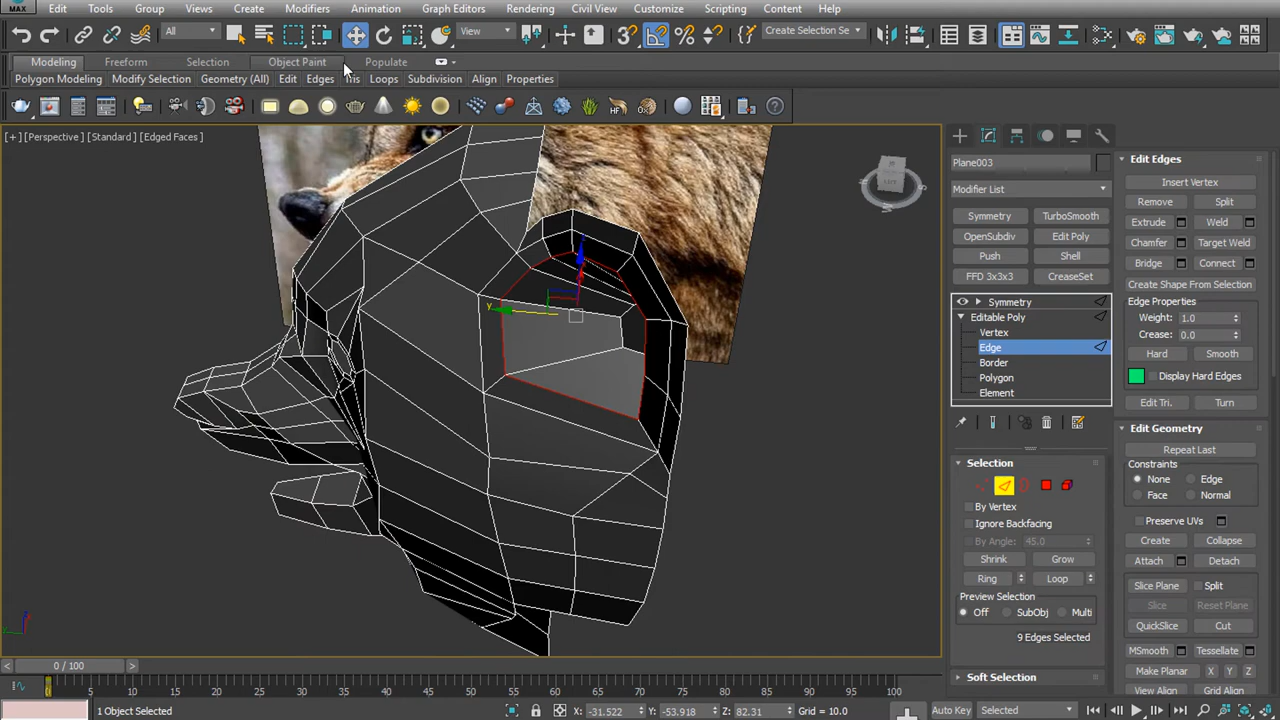 MAX Edit Tools Group Views Create Modifiers Animation Graph Editors Rendering Civil View Customize Scripting Content Help
All View Create Selection Se
Modeling Freeform Selection Object Paint Populate
Polygon Modeling Modify Selection Geometry (All) Edit Edges Tris Loops Subdivision Align Properties
[+] [Perspective] [Standard] [Edged Faces]
Plane003
Modifier List
Symmetry TurboSmooth
OpenSubdiv Edit Poly
Push Shell
FFD 3x3x3 CreaseSet
Symmetry
Editable Poly
Vertex
Edge
Border
Polygon
Element
Selection
By Vertex
Ignore Backfacing
By Angle: 45.0
Shrink Grow
Ring Loop
Preview Selection
Off SubObj Multi
9 Edges Selected
Soft Selection
Edit Edges
Insert Vertex
Remove Split
Extrude Weld
Chamfer Target Weld
Bridge Connect
Create Shape From Selection
Edge Properties
Weight: 1.0
Crease: 0.0
Hard Smooth
Display Hard Edges
Edit Tri. Turn
Edit Geometry
Repeat Last
Constraints
None Edge
Face Normal
Preserve UVs
Create Collapse
Attach Detach
Slice Plane Split
Slice Reset Plane
QuickSlice Cut
MSmooth Tessellate
Make Planar X Y Z
View Align Grid Align
0 / 100
0 5 10 15 20 25 30 35 40 45 50 55 60 65 70 75 80 85 90 95 100
1 Object Selected X: -31.522 Y: -53.918 Z: 82.31 Grid = 10.0 Auto Key Selected